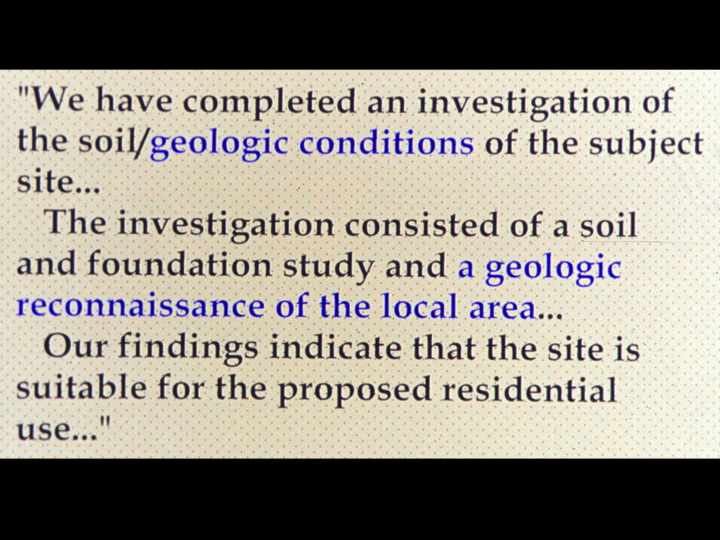 "We have completed an investigation of
the soil/geologic conditions of the subject
site...
The investigation consisted of a soil
and foundation study and a geologic
reconnaissance of the local area...
Our findings indicate that the site is
suitable for the proposed residential
use..."